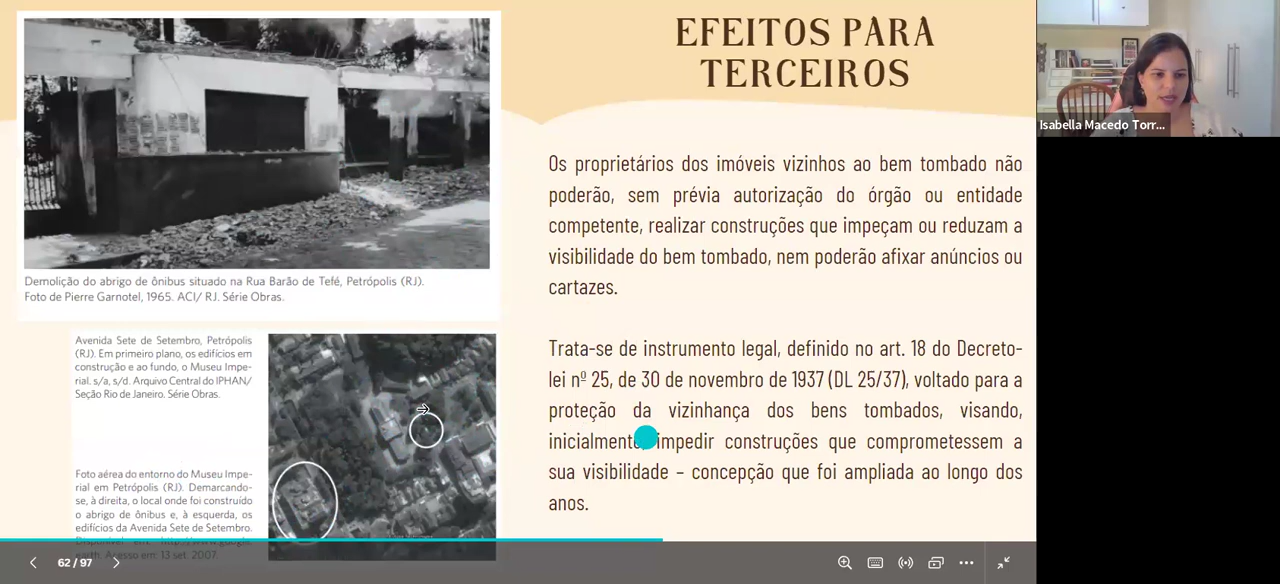 EFEITOS PARA
TERCEIROS
Isabella Macedo Torr...
Os proprietários dos imóveis vizinhos ao bem tombado não
poderão, sem prévia autorização do órgão ou entidade
competente, realizar construções que impeçam ou reduzam a
visibilidade do bem tombado, nem poderão afixar anúncios ou
cartazes.
Demolição do abrigo de ônibus situado na Rua Barão de Tefé, Petrópolis (RJ).
Foto de Pierre Garnotel, 1965. ACI/ RJ. Série Obras.
Avenida Sete de Setembro, Petrópolis
(RJ). Em primeiro plano, os edifícios em
construção e ao fundo, o Museu Impe-
rial. s/a, s/d. Arquivo Central do IPHAN/
Seção Rio de Janeiro. Série Obras.
Trata-se de instrumento legal, definido no art. 18 do Decreto-
lei nº 25, de 30 de novembro de 1937 (DL 25/37), voltado para a
proteção da vizinhança dos bens tombados, visando,
inicialmente, impedir construções que comprometessem a
sua visibilidade – concepção que foi ampliada ao longo dos
anos.
Foto aérea do entorno do Museu Impe-
rial em Petrópolis (RJ). Demarcando-
se, à direita, o local onde foi construído
o abrigo de ônibus e, à esquerda, os
edifícios da Avenida Sete de Setembro.
earth. Acesso em: 13 set. 2007
62 / 97